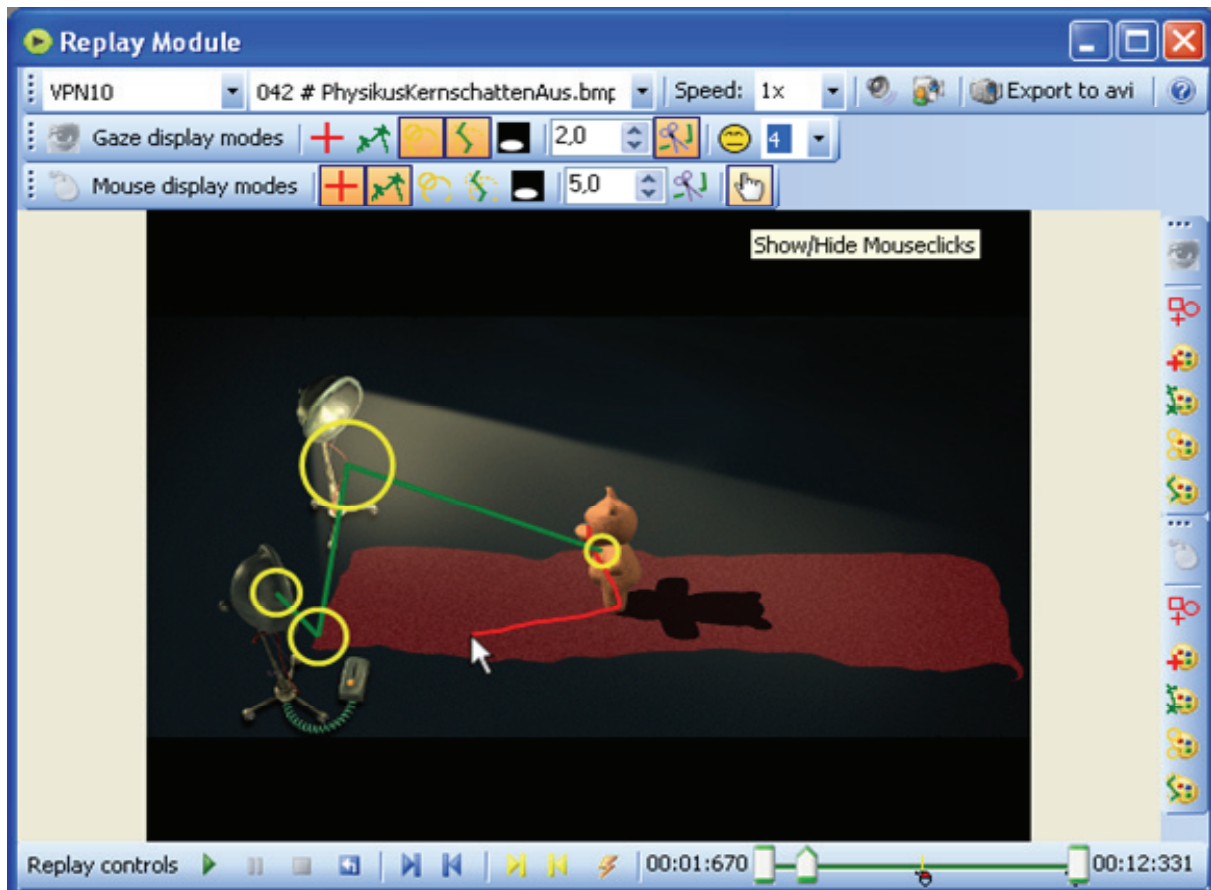 Replay Module
VPN10 042 # PhysikusKernschattenAus.bmp Speed: 1x Export to avi
Gaze display modes 2,0 4
Mouse display modes 5,0
Show/Hide Mouseclicks
Replay controls 00:01:670 00:12:331